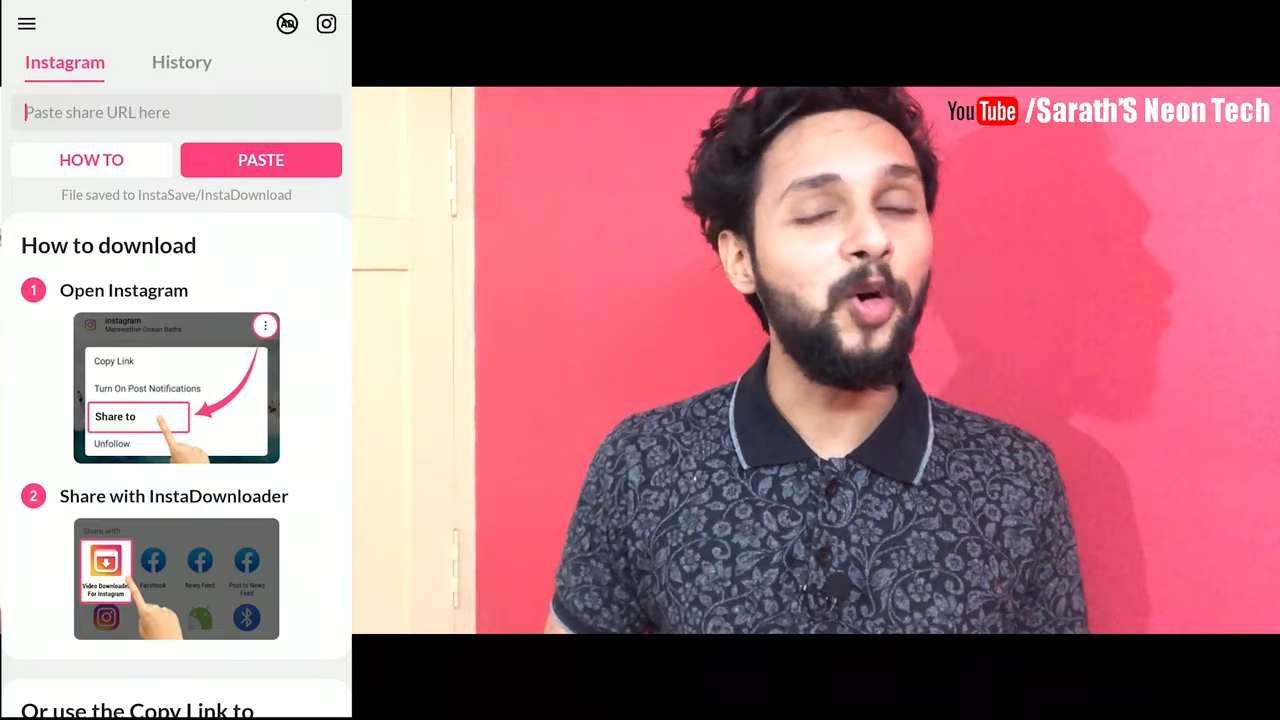 AD
Instagram
History
Paste share URL here
HOW TO
PASTE
File saved to InstaSave/InstaDownload
How to download
1 Open Instagram
instagram
Merewether Ocean Baths
Copy Link
Turn On Post Notifications
Share to
Unfollow
2 Share with InstaDownloader
Share with
Video Downloader
For Instagram
Facebook
News Feed
Post to News
Feed
Or use the Copy Link to
YouTube /Sarath'S Neon Tech